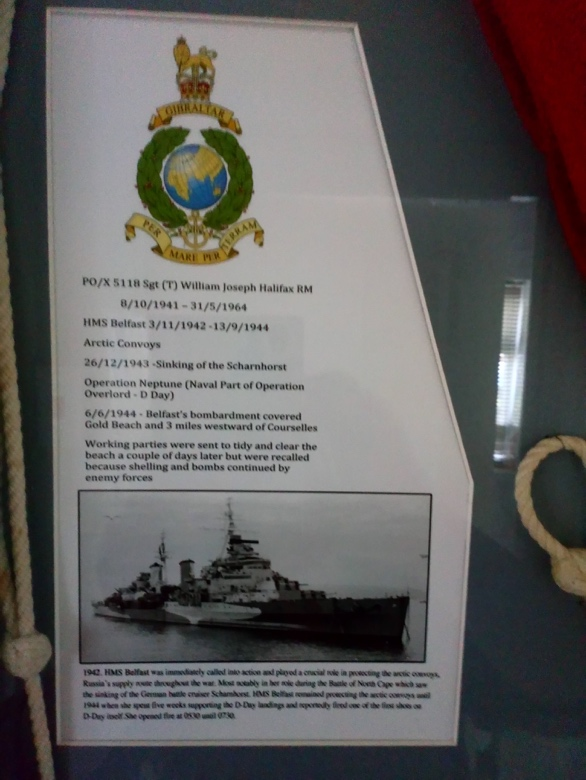 GIBRALTAR
PER MARE PER TERRAM
PO/X 5118 Sgt (T) William Joseph Halifax RM
8/10/1941 – 31/5/1964
HMS Belfast 3/11/1942 -13/9/1944
Arctic Convoys
26/12/1943 -Sinking of the Scharnhorst
Operation Neptune (Naval Part of Operation
Overlord - D Day)
6/6/1944 - Belfast's bombardment covered
Gold Beach and 3 miles westward of Courselles
Working parties were sent to tidy and clear the
beach a couple of days later but were recalled
because shelling and bombs continued by
enemy forces
1942. HMS Belfast was immediately called into action and played a crucial role in protecting the arctic convoys,
Russia's supply route throughout the war. Most notably in her role during the Battle of North Cape which saw
the sinking of the German battle cruiser Scharnhorst. HMS Belfast remained protecting the arctic convoys until
1944 when she spent five weeks supporting the D-Day landings and reportedly fired one of the first shots on
D-Day itself. She opened fire at 0530 until 0730.